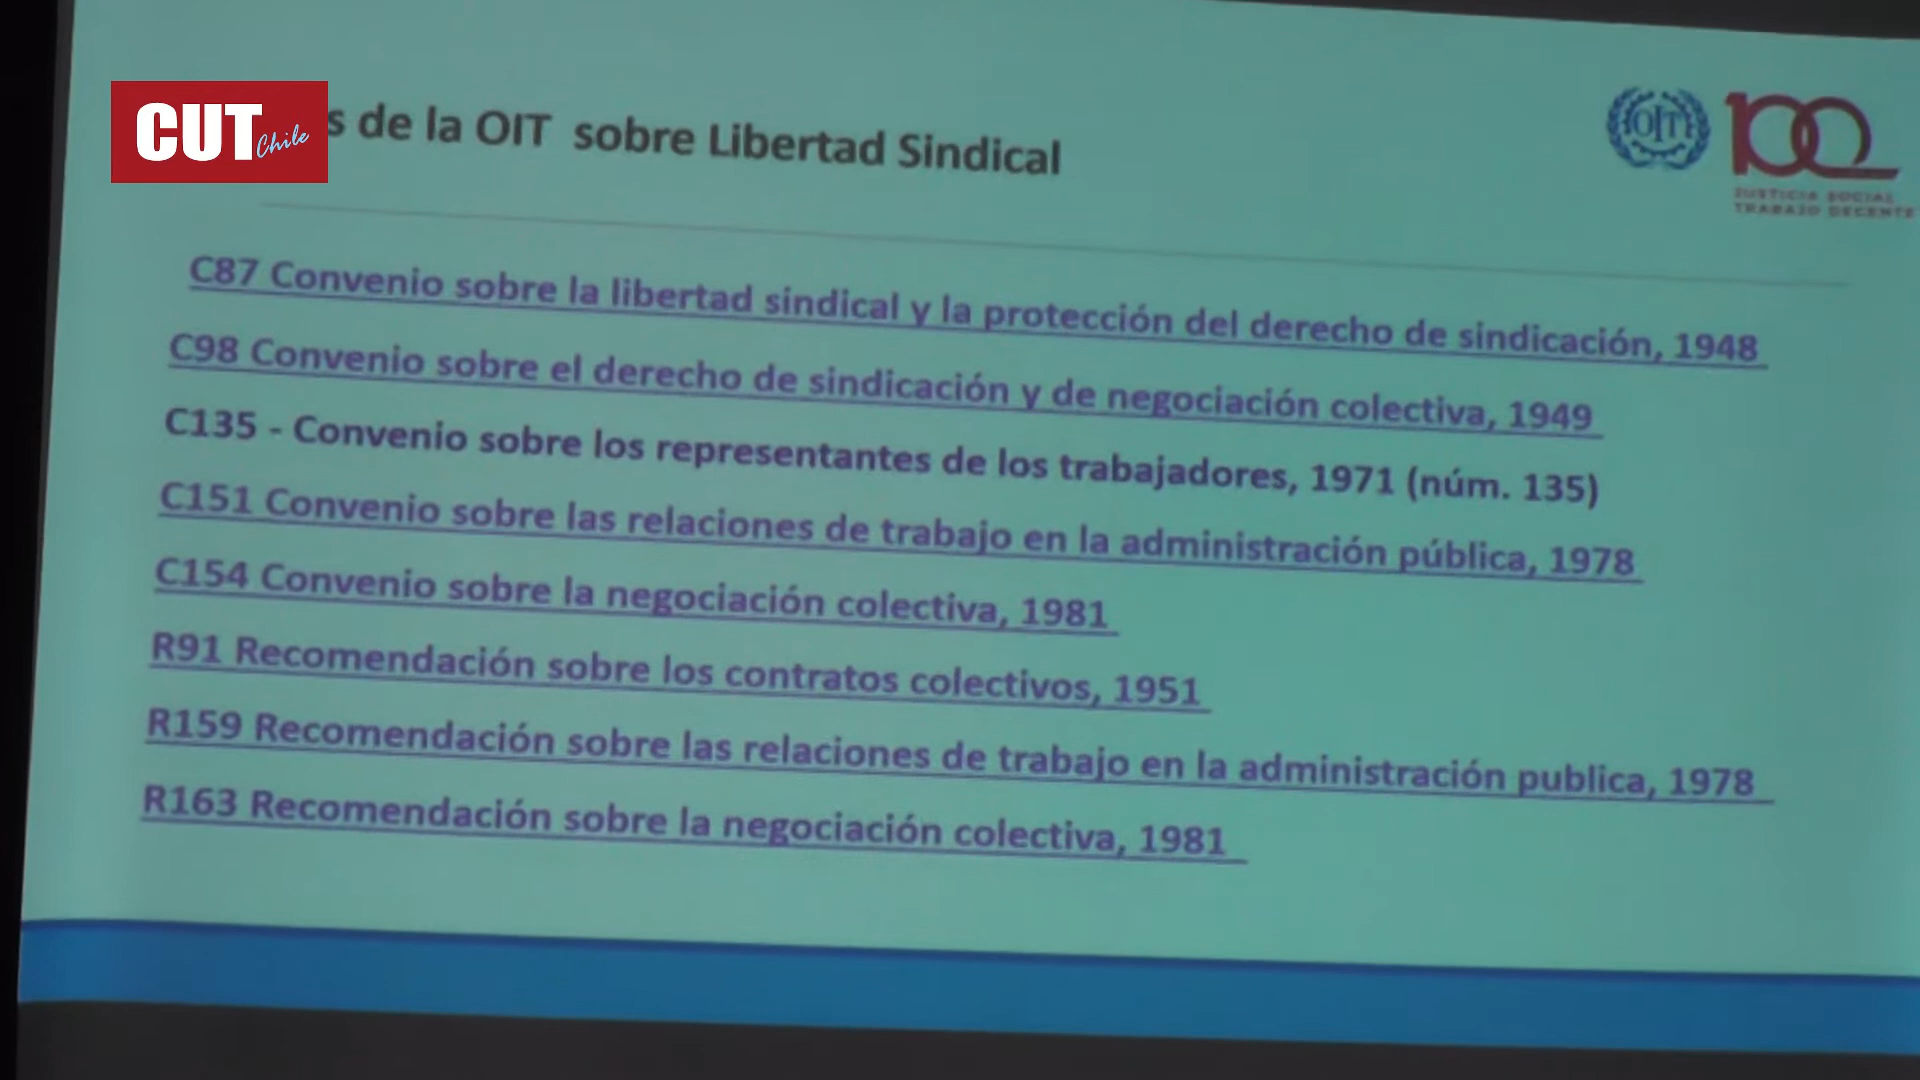 CUT
Chile
s de la OIT sobre Libertad Sindical
OIT
100
JUSTICIA SOCIAL
TRABAJO DECENTE
C87 Convenio sobre la libertad sindical y la protección del derecho de sindicación, 1948
C98 Convenio sobre el derecho de sindicación y de negociación colectiva, 1949
C135 - Convenio sobre los representantes de los trabajadores, 1971 (núm. 135)
C151 Convenio sobre las relaciones de trabajo en la administración pública, 1978
C154 Convenio sobre la negociación colectiva, 1981
R91 Recomendación sobre los contratos colectivos, 1951
R159 Recomendación sobre las relaciones de trabajo en la administración publica, 1978
R163 Recomendación sobre la negociación colectiva, 1981